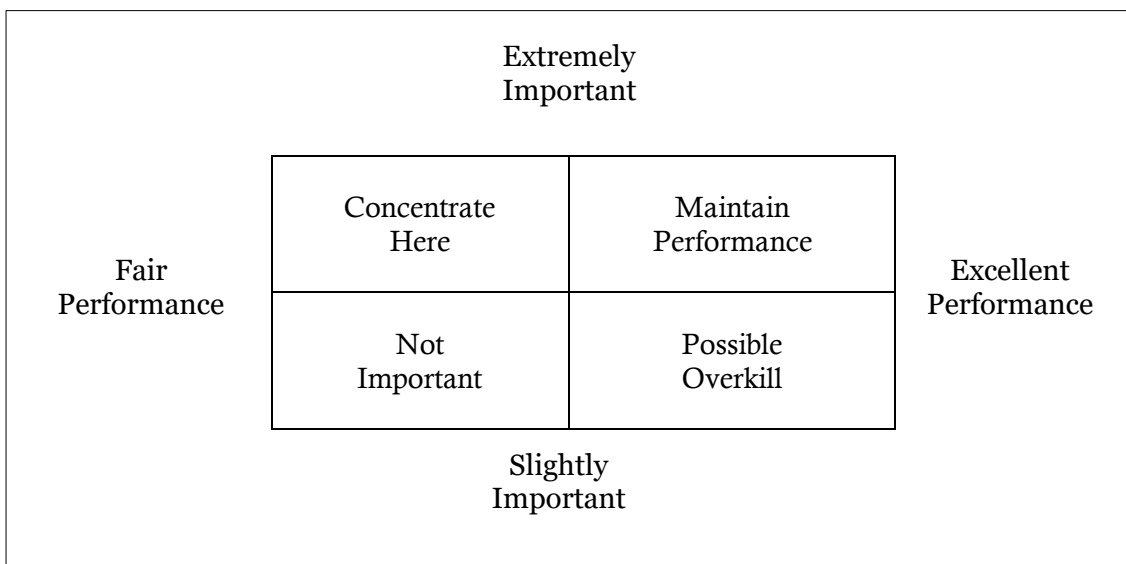 Extremely
Important
Concentrate
Here
Maintain
Performance
Fair
Performance
Excellent
Performance
Not
Important
Possible
Overkill
Slightly
Important